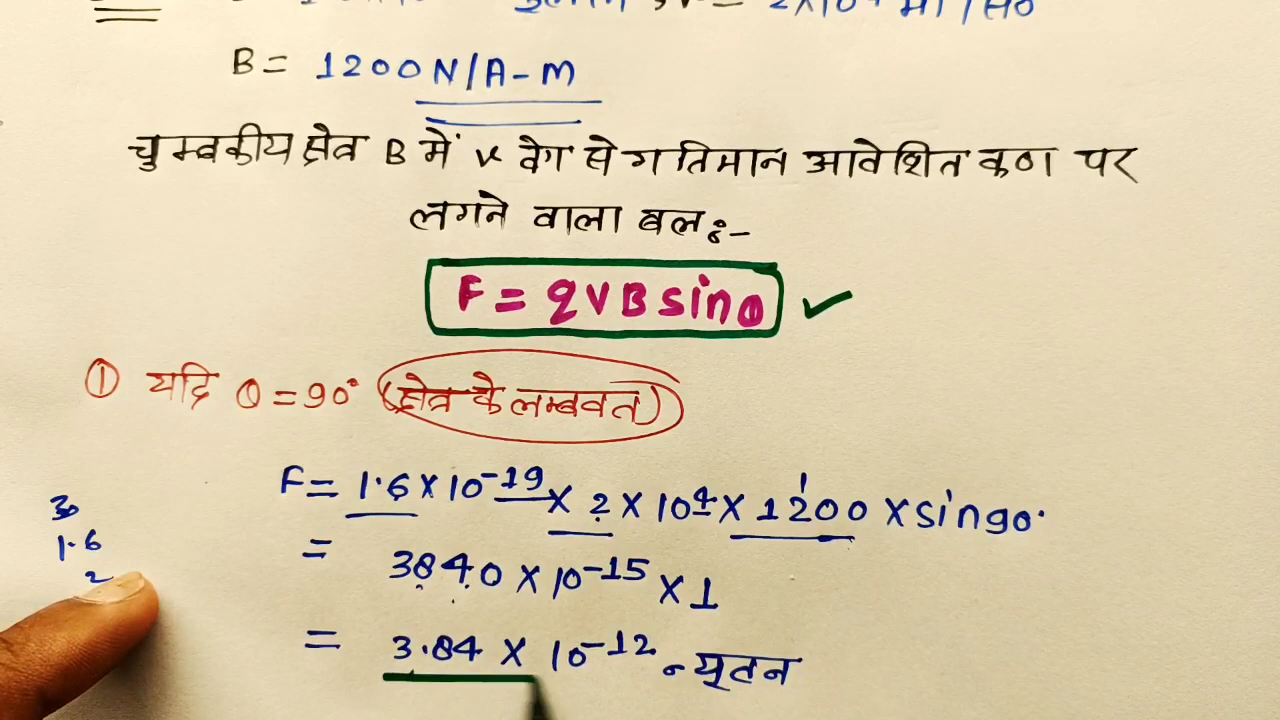 B = 1200 N/A-m
चुम्बकीय क्षेत्र B में v वेग से गतिमान आवेशित कण पर
लगने वाला बल:-
F = qVB sinθ ✓
① यदि θ = 90° (क्षेत्र के लम्बवत)
F = 1.6 × 10⁻¹⁹ × 2 × 10⁴ × 1200 × sin90°
= 3840 × 10⁻¹⁵ × 1
= 3.84 × 10⁻¹² न्यूटन
30
1.6
2